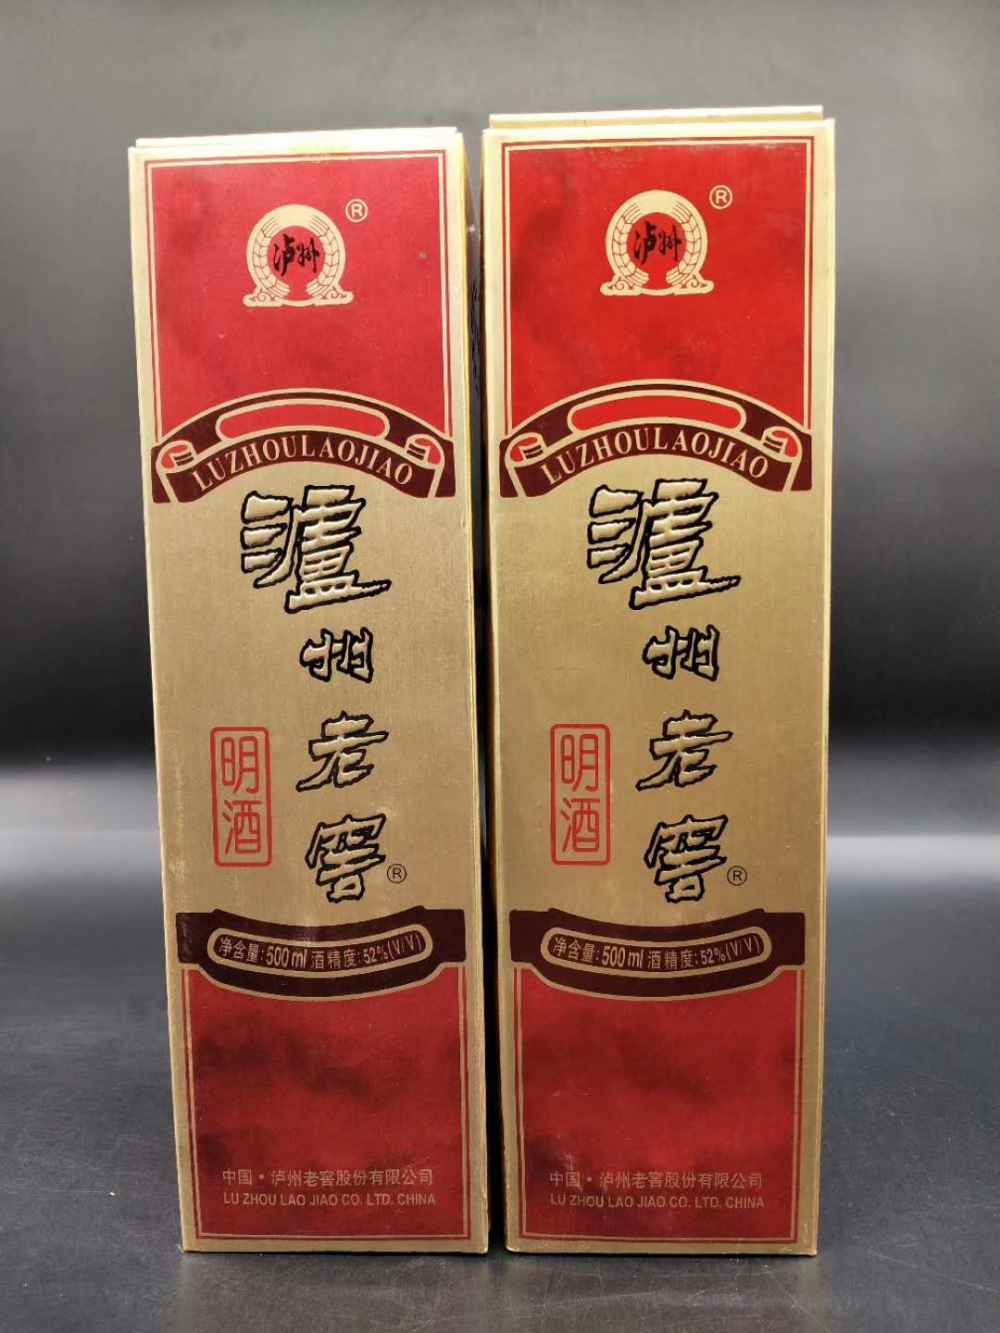 泸州
®
LUZHOULAOJIAO
泸州老窖®
明酒
净含量:500ml 酒精度:52%(V/V)
中国·泸州老窖股份有限公司
LU ZHOU LAO JIAO CO. LTD. CHINA
泸州
®
LUZHOULAOJIAO
泸州老窖®
明酒
净含量:500ml 酒精度:52%(V/V)
中国·泸州老窖股份有限公司
LU ZHOU LAO JIAO CO. LTD. CHINA